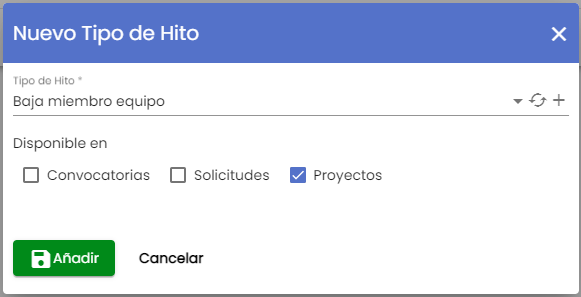 Nuevo Tipo de Hito
Tipo de Hito *
Baja miembro equipo
Disponible en
Convocatorias Solicitudes Proyectos
Añadir Cancelar